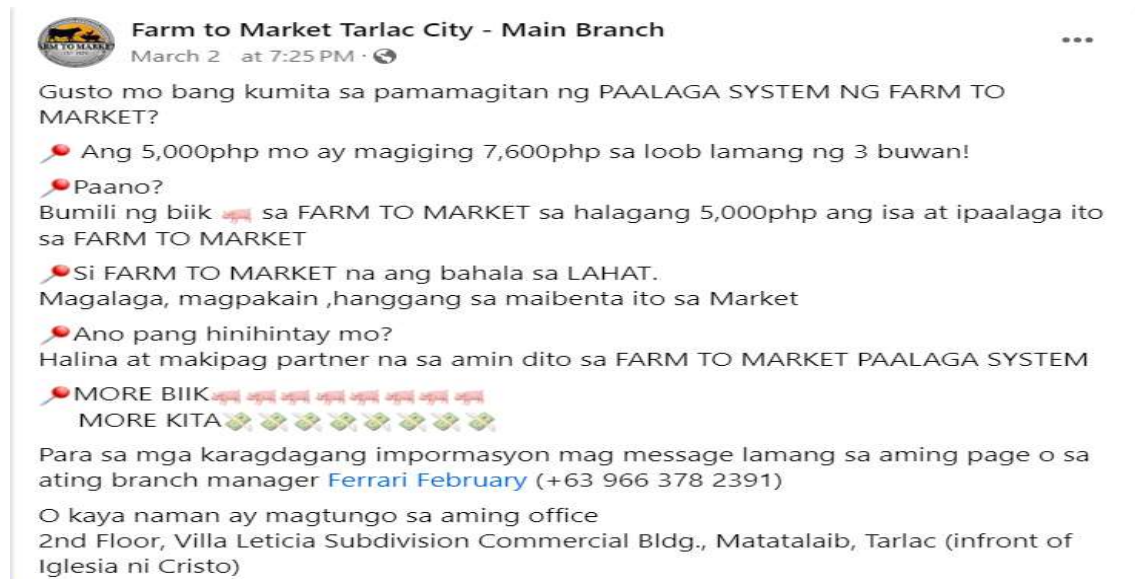 Farm to Market Tarlac City - Main Branch
March 2 at 7:25 PM ·
Gusto mo bang kumita sa pamamagitan ng PAALAGA SYSTEM NG FARM TO
MARKET?
📍 Ang 5,000php mo ay magiging 7,600php sa loob lamang ng 3 buwan!
📍Paano?
Bumili ng biik 🐖 sa FARM TO MARKET sa halagang 5,000php ang isa at ipaalaga ito
sa FARM TO MARKET
📍Si FARM TO MARKET na ang bahala sa LAHAT.
Magalaga, magpakain ,hanggang sa maibenta ito sa Market
📍Ano pang hinihintay mo?
Halina at makipag partner na sa amin dito sa FARM TO MARKET PAALAGA SYSTEM
📍MORE BIIK🐖🐖🐖🐖🐖🐖🐖🐖
MORE KITA💸💸💸💸💸💸💸💸
Para sa mga karagdagang impormasyon mag message lamang sa aming page o sa
ating branch manager Ferrari February (+63 966 378 2391)
O kaya naman ay magtungo sa aming office
2nd Floor, Villa Leticia Subdivision Commercial Bldg., Matatalaib, Tarlac (infront of
Iglesia ni Cristo)